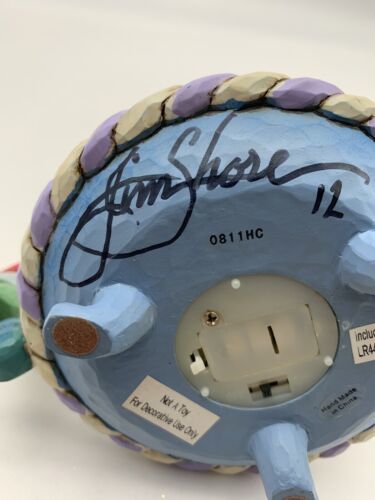 Jim Shore
12
0811HC
includ
LR44
Not A Toy
For Decorative Use Only
Hand Made
in China.